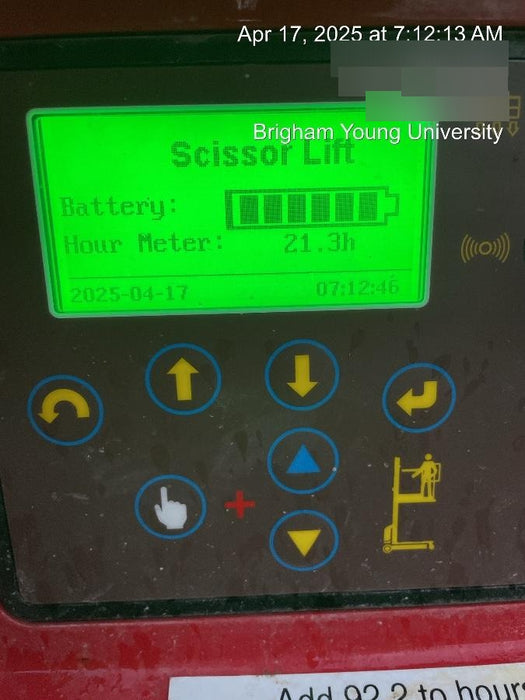 Apr 17, 2025 at 7:12:13 AM
Brigham Young University
Scissor Lift
Battery:
Hour Meter: 21.3h
2025-04-17 07:12:46
Add 92.2 to hours